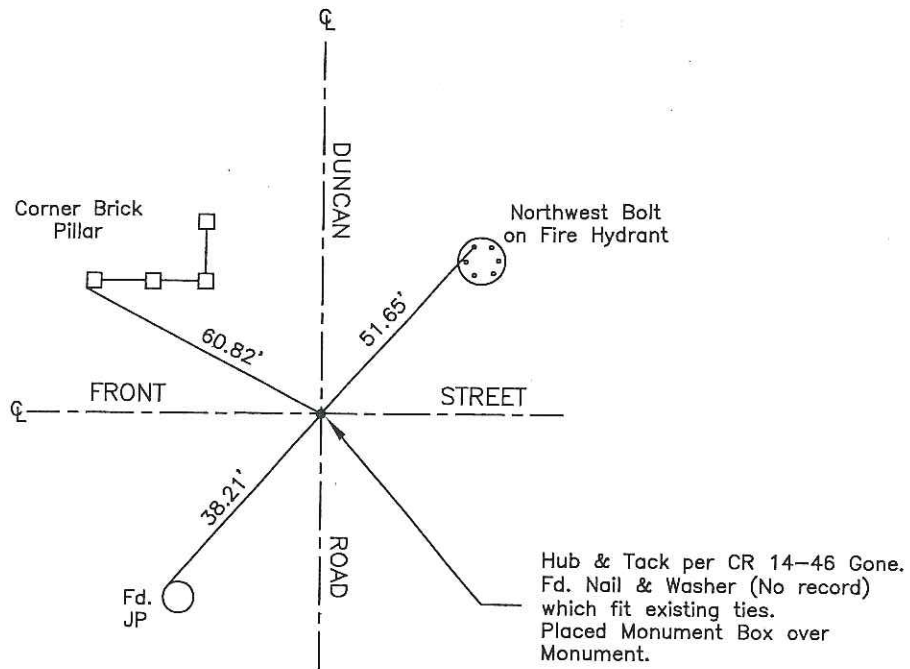 ℄
DUNCAN
Corner Brick
Pillar
Northwest Bolt
on Fire Hydrant
60.82'
51.65'
FRONT
STREET
℄
38.21'
ROAD
Fd.
JP
Hub & Tack per CR 14-46 Gone.
Fd. Nail & Washer (No record)
which fit existing ties.
Placed Monument Box over
Monument.